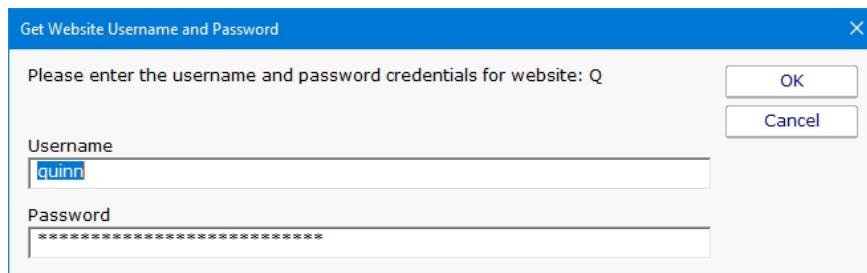 Get Website Username and Password
Please enter the username and password credentials for website: Q
OK
Cancel
Username
quinn
Password
***************************